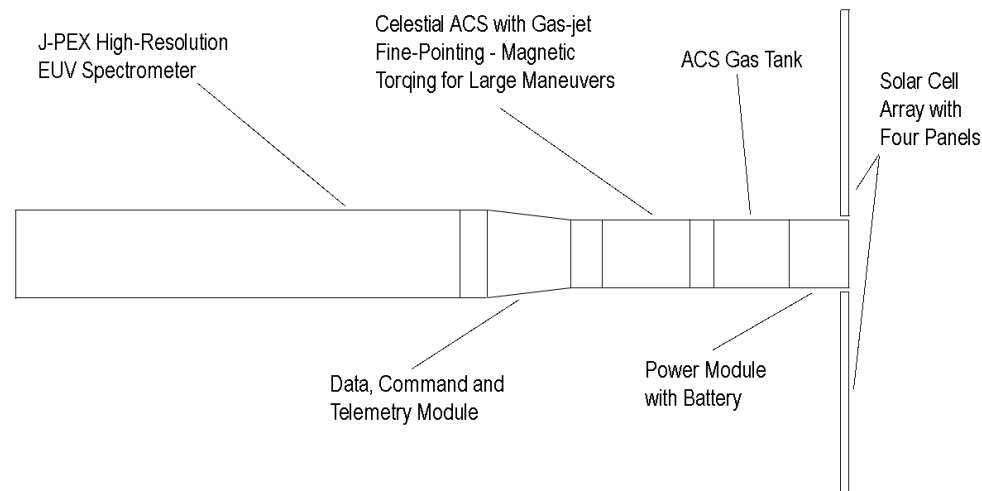 J-PEX High-Resolution
EUV Spectrometer
Celestial ACS with Gas-jet
Fine-Pointing - Magnetic
Torqing for Large Maneuvers
ACS Gas Tank
Solar Cell
Array with
Four Panels
Data, Command and
Telemetry Module
Power Module
with Battery